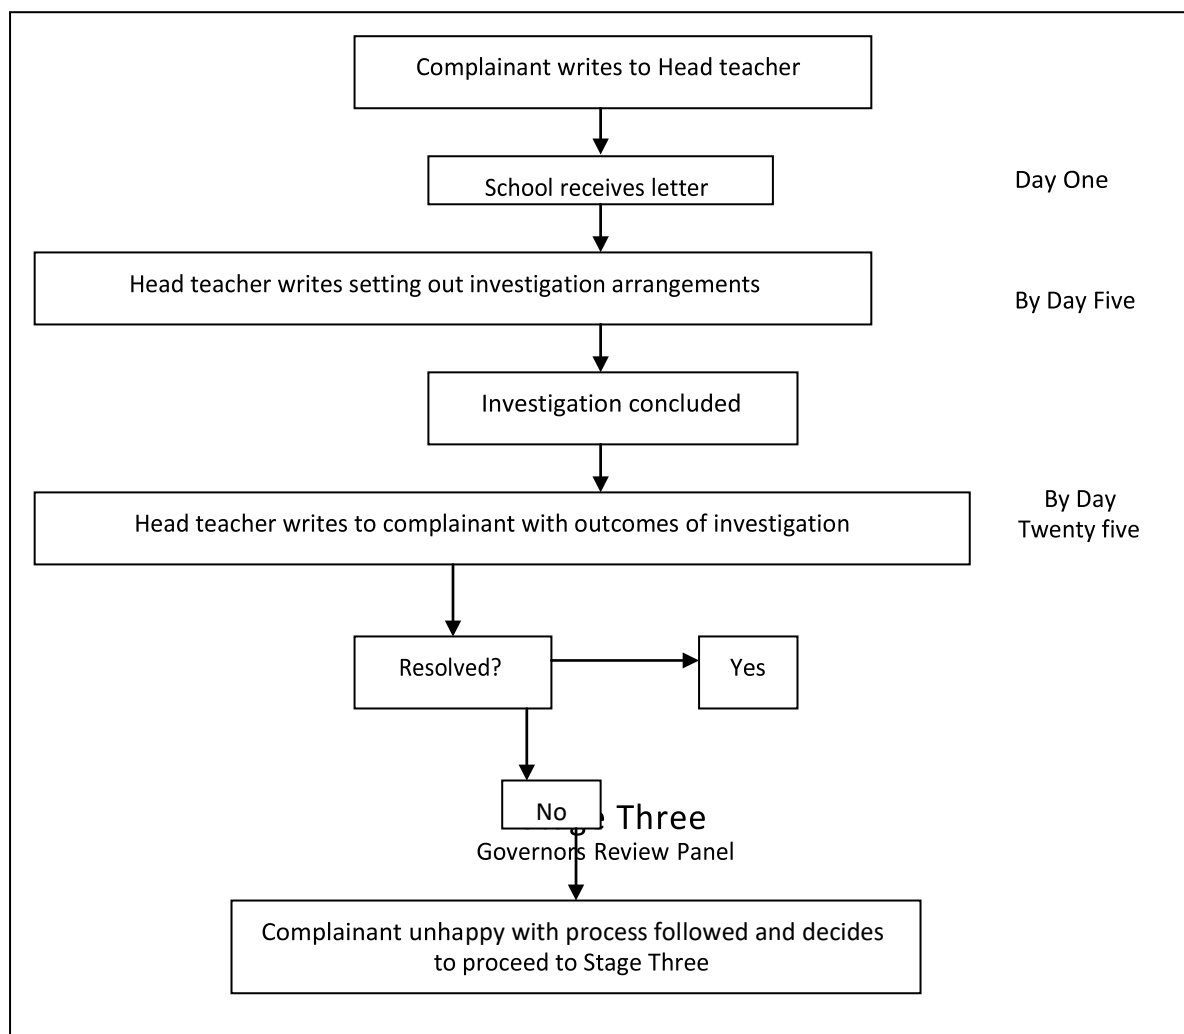 Complainant writes to Head teacher
School receives letter
Day One
Head teacher writes setting out investigation arrangements
By Day Five
Investigation concluded
Head teacher writes to complainant with outcomes of investigation
By Day
Twenty five
Resolved?
Yes
No
Three
Governors Review Panel
Complainant unhappy with process followed and decides
to proceed to Stage Three